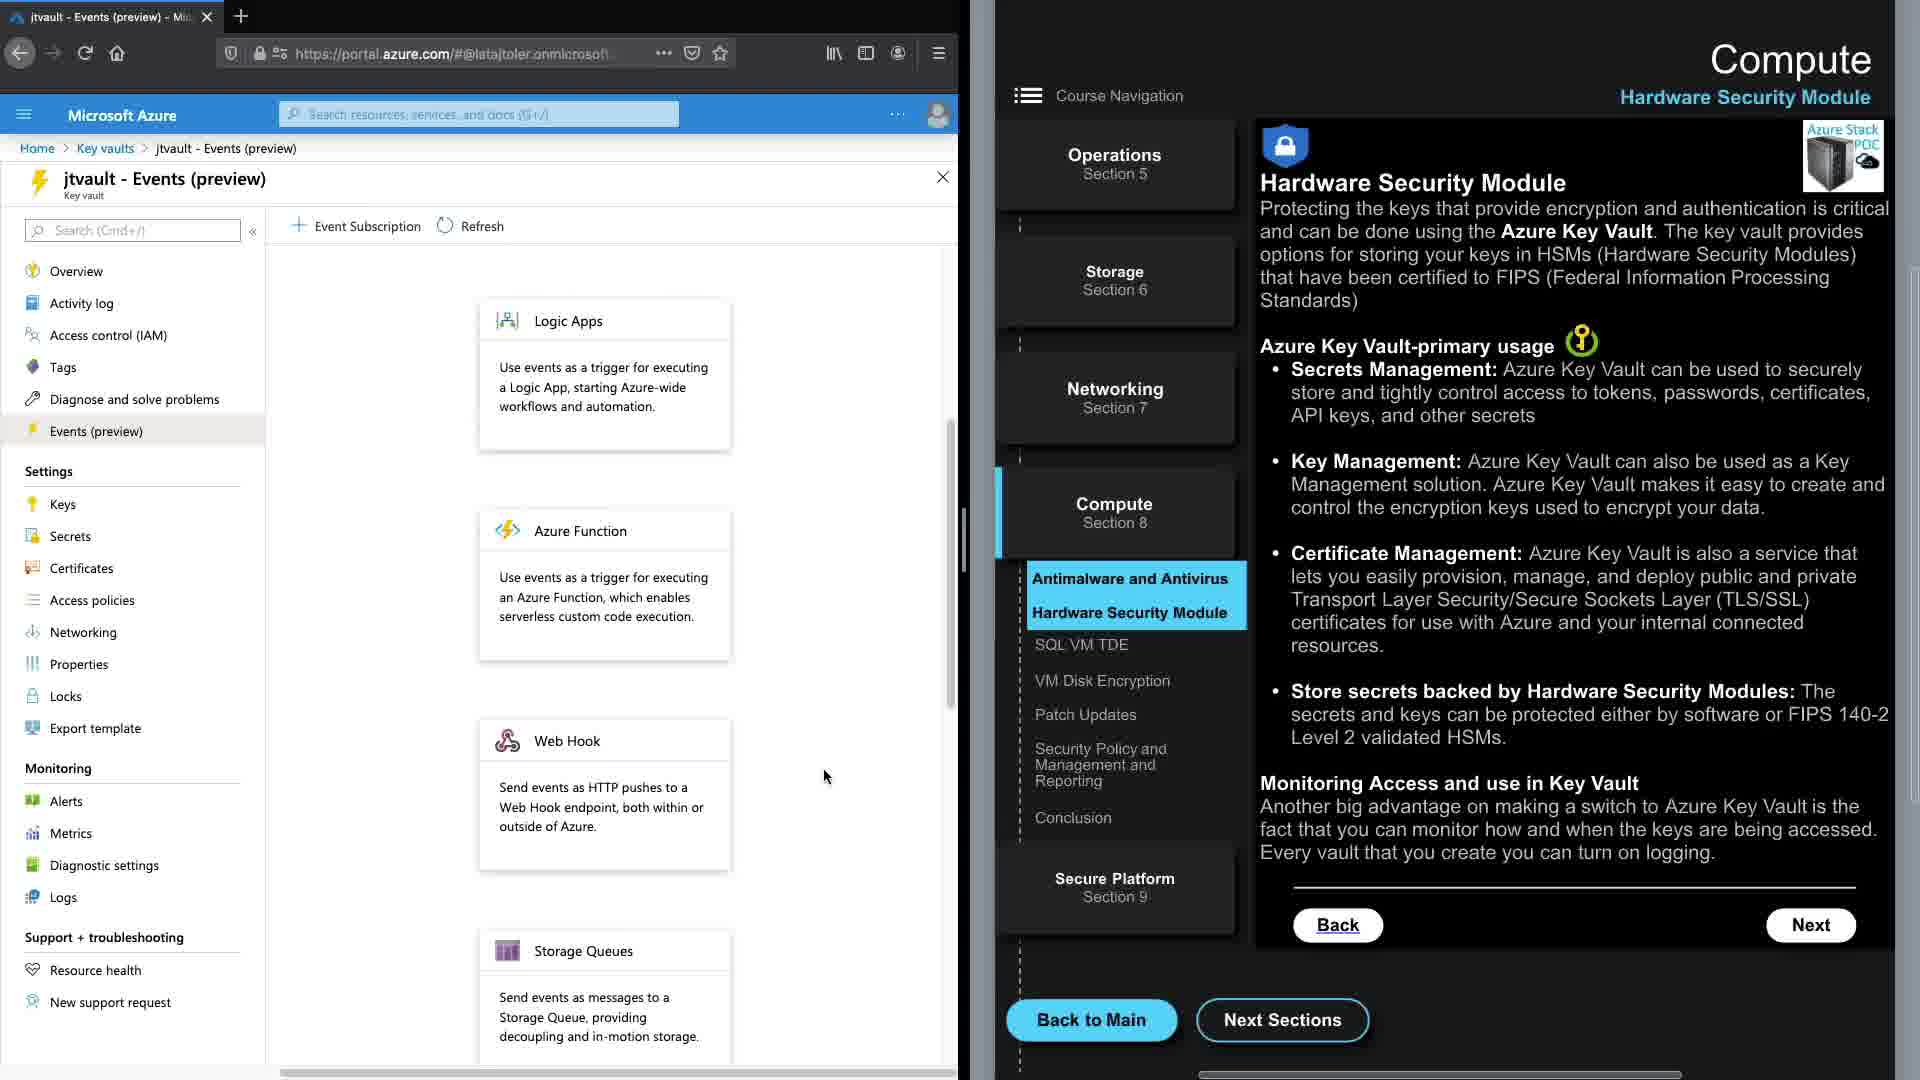 jtvault - Events (preview) - Mic
https://portal.azure.com/#@latajtoler.onmicrosoft
Microsoft Azure
Search resources, services, and docs (G+/)
Home > Key vaults > jtvault - Events (preview)
jtvault - Events (preview)
Key vault
Search (Cmd+/)
Overview
Activity log
Access control (IAM)
Tags
Diagnose and solve problems
Events (preview)
Settings
Keys
Secrets
Certificates
Access policies
Networking
Properties
Locks
Export template
Monitoring
Alerts
Metrics
Diagnostic settings
Logs
Support + troubleshooting
Resource health
New support request
Event Subscription
Refresh
Logic Apps
Use events as a trigger for executing
a Logic App, starting Azure-wide
workflows and automation.
Azure Function
Use events as a trigger for executing
an Azure Function, which enables
serverless custom code execution.
Web Hook
Send events as HTTP pushes to a
Web Hook endpoint, both within or
outside of Azure.
Storage Queues
Send events as messages to a
Storage Queue, providing
decoupling and in-motion storage.
Compute
Hardware Security Module
Course Navigation
Operations
Section 5
Storage
Section 6
Networking
Section 7
Compute
Section 8
Antimalware and Antivirus
Hardware Security Module
SQL VM TDE
VM Disk Encryption
Patch Updates
Security Policy and
Management and
Reporting
Conclusion
Secure Platform
Section 9
Back to Main
Next Sections
Azure Stack
POC
Hardware Security Module
Protecting the keys that provide encryption and authentication is critical
and can be done using the Azure Key Vault. The key vault provides
options for storing your keys in HSMs (Hardware Security Modules)
that have been certified to FIPS (Federal Information Processing
Standards)
Azure Key Vault-primary usage
• Secrets Management: Azure Key Vault can be used to securely
store and tightly control access to tokens, passwords, certificates,
API keys, and other secrets
• Key Management: Azure Key Vault can also be used as a Key
Management solution. Azure Key Vault makes it easy to create and
control the encryption keys used to encrypt your data.
• Certificate Management: Azure Key Vault is also a service that
lets you easily provision, manage, and deploy public and private
Transport Layer Security/Secure Sockets Layer (TLS/SSL)
certificates for use with Azure and your internal connected
resources.
• Store secrets backed by Hardware Security Modules: The
secrets and keys can be protected either by software or FIPS 140-2
Level 2 validated HSMs.
Monitoring Access and use in Key Vault
Another big advantage on making a switch to Azure Key Vault is the
fact that you can monitor how and when the keys are being accessed.
Every vault that you create you can turn on logging.
Back
Next